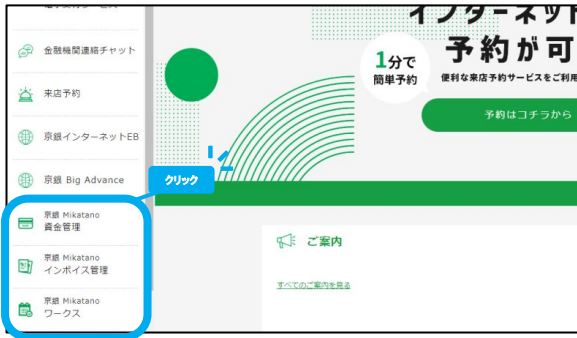 金融機関連絡チャット
来店予約
京銀インターネットEB
京銀 Big Advance
京銀 Mikatano
資金管理
京銀 Mikatano
インボイス管理
京銀 Mikatano
ワークス
クリック
インターネット
予約が可
1分で
簡単予約
便利な来店予約サービスをご利用
予約はコチラから
ご案内
すべてのご案内を見る